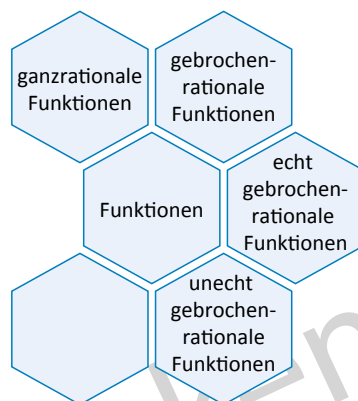 ganzrationale
Funktionen
gebrochen-
rationale
Funktionen
Funktionen
echt
gebrochen-
rationale
Funktionen
unecht
gebrochen-
rationale
Funktionen